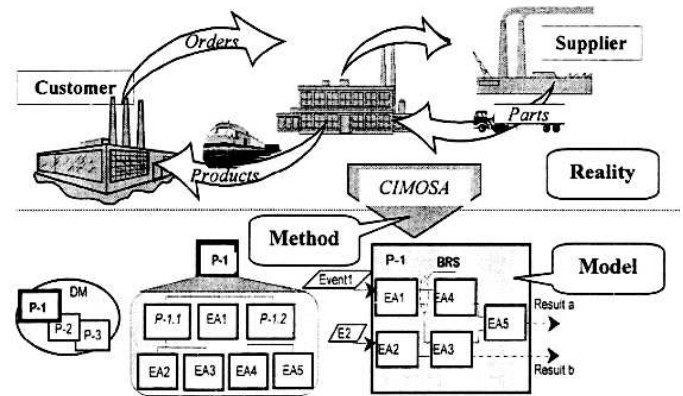 Orders
Supplier
Customer
Parts
Products
CIMOSA
Reality
Method
Model
P-1
P-1
BRS
Event1
DM
P-1
P-2
P-3
P-1.1
EA1
P-1.2
EA1
EA4
Result a
EA5
E2
EA2
EA3
EA2
EA3
EA4
EA5
Result b